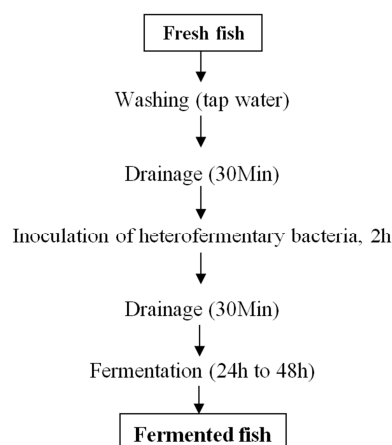 Fresh fish
Washing (tap water)
Drainage (30Min)
Inoculation of heterofermentary bacteria, 2h
Drainage (30Min)
Fermentation (24h to 48h)
Fermented fish